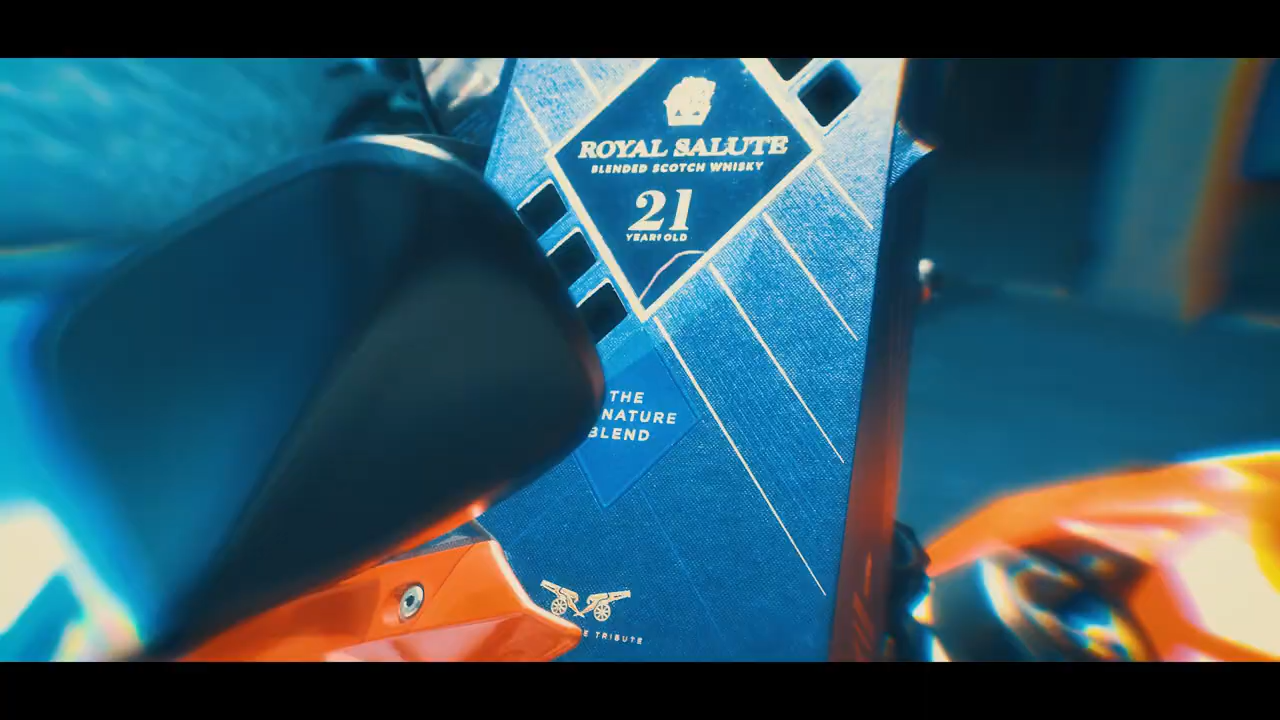 ROYAL SALUTE
BLENDED SCOTCH WHISKY
21
YEARS OLD
THE
NATURE
BLEND
TRIBUTE